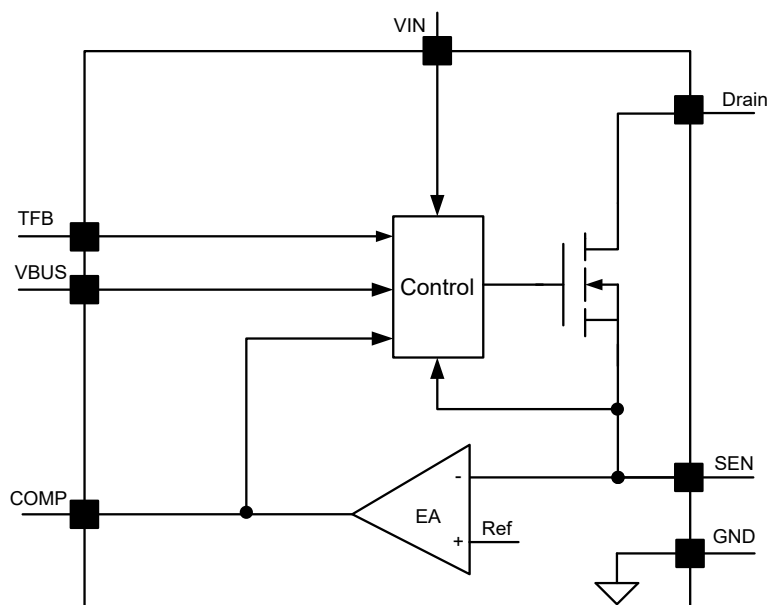 VIN
Drain
TFB
VBUS
Control
COMP
-
EA
+
Ref
SEN
GND